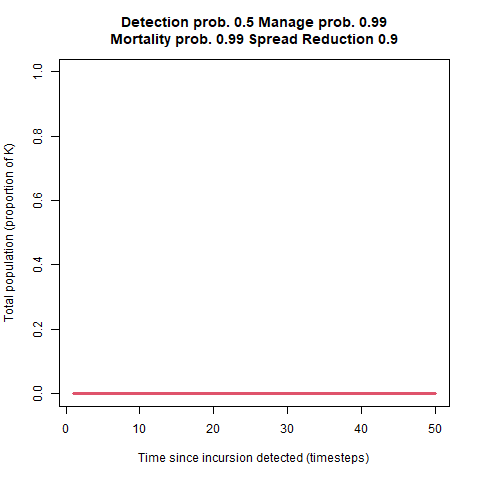 Detection prob. 0.5 Manage prob. 0.99
Mortality prob. 0.99 Spread Reduction 0.9
Total population (proportion of K)
1.0
0.8
0.6
0.4
0.2
0.0
0 10 20 30 40 50
Time since incursion detected (timesteps)